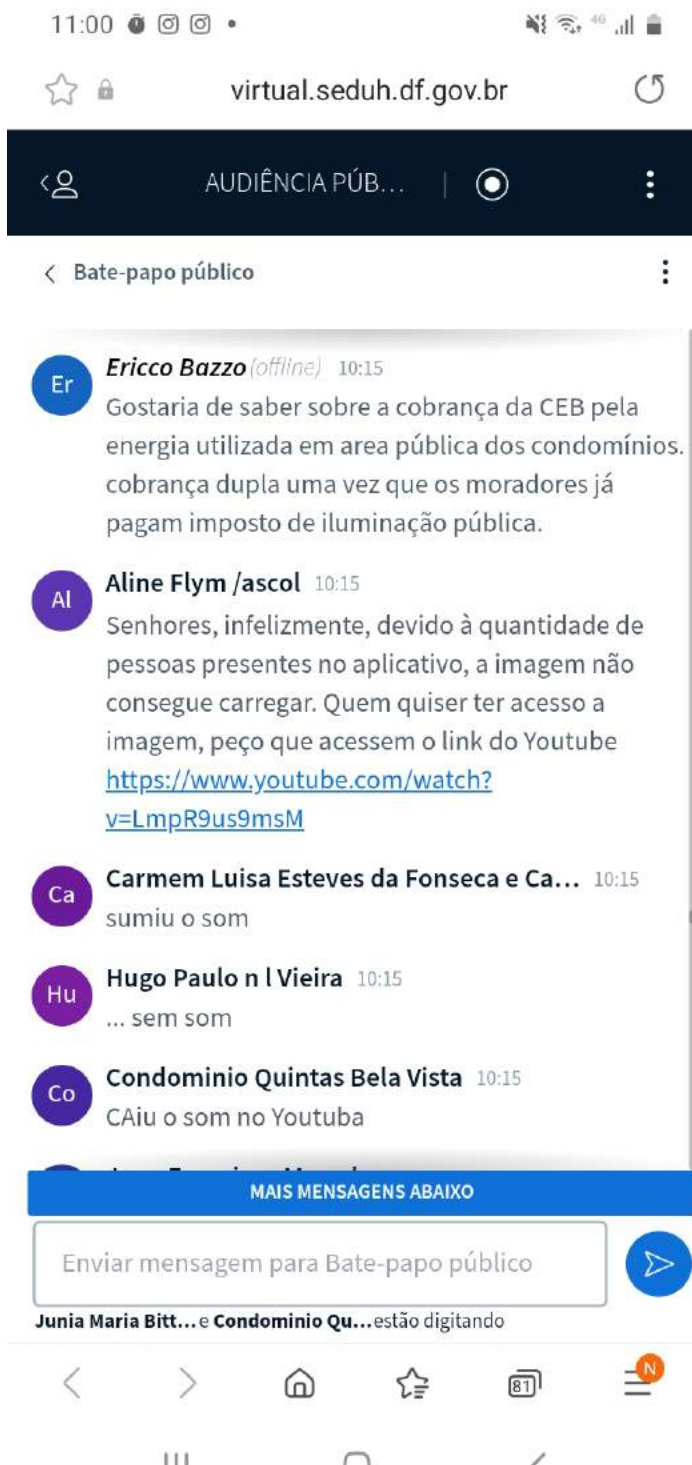 11:00
4G
virtual.seduh.df.gov.br
AUDIÊNCIA PÚB...
Bate-papo público
Er
Ericco Bazzo (offline) 10:15
Gostaria de saber sobre a cobrança da CEB pela
energia utilizada em area pública dos condomínios.
cobrança dupla uma vez que os moradores já
pagam imposto de iluminação pública.
Al
Aline Flym /ascol 10:15
Senhores, infelizmente, devido à quantidade de
pessoas presentes no aplicativo, a imagem não
consegue carregar. Quem quiser ter acesso a
imagem, peço que acessem o link do Youtube
https://www.youtube.com/watch?
v=LmpR9us9msM
Ca
Carmem Luisa Esteves da Fonseca e Ca... 10:15
sumiu o som
Hu
Hugo Paulo n l Vieira 10:15
... sem som
Co
Condominio Quintas Bela Vista 10:15
CAiu o som no Youtuba
MAIS MENSAGENS ABAIXO
Enviar mensagem para Bate-papo público
Junia Maria Bitt... e Condominio Qu... estão digitando
81
N